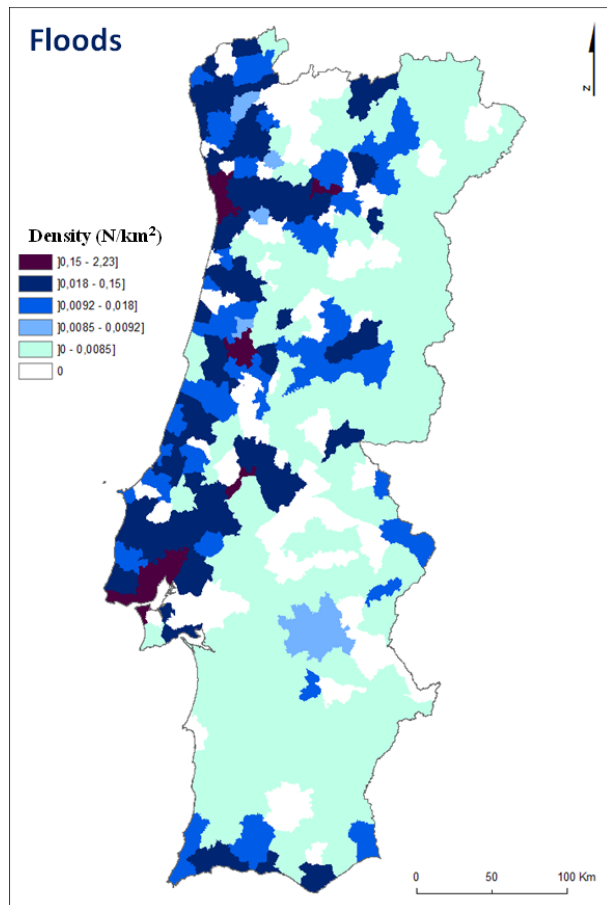 Floods
N
Density (N/km²)
]0,15 - 2,23]
]0,018 - 0,15]
]0,0092 - 0,018]
]0,0085 - 0,0092]
]0 - 0,0085]
0
0 50 100 Km